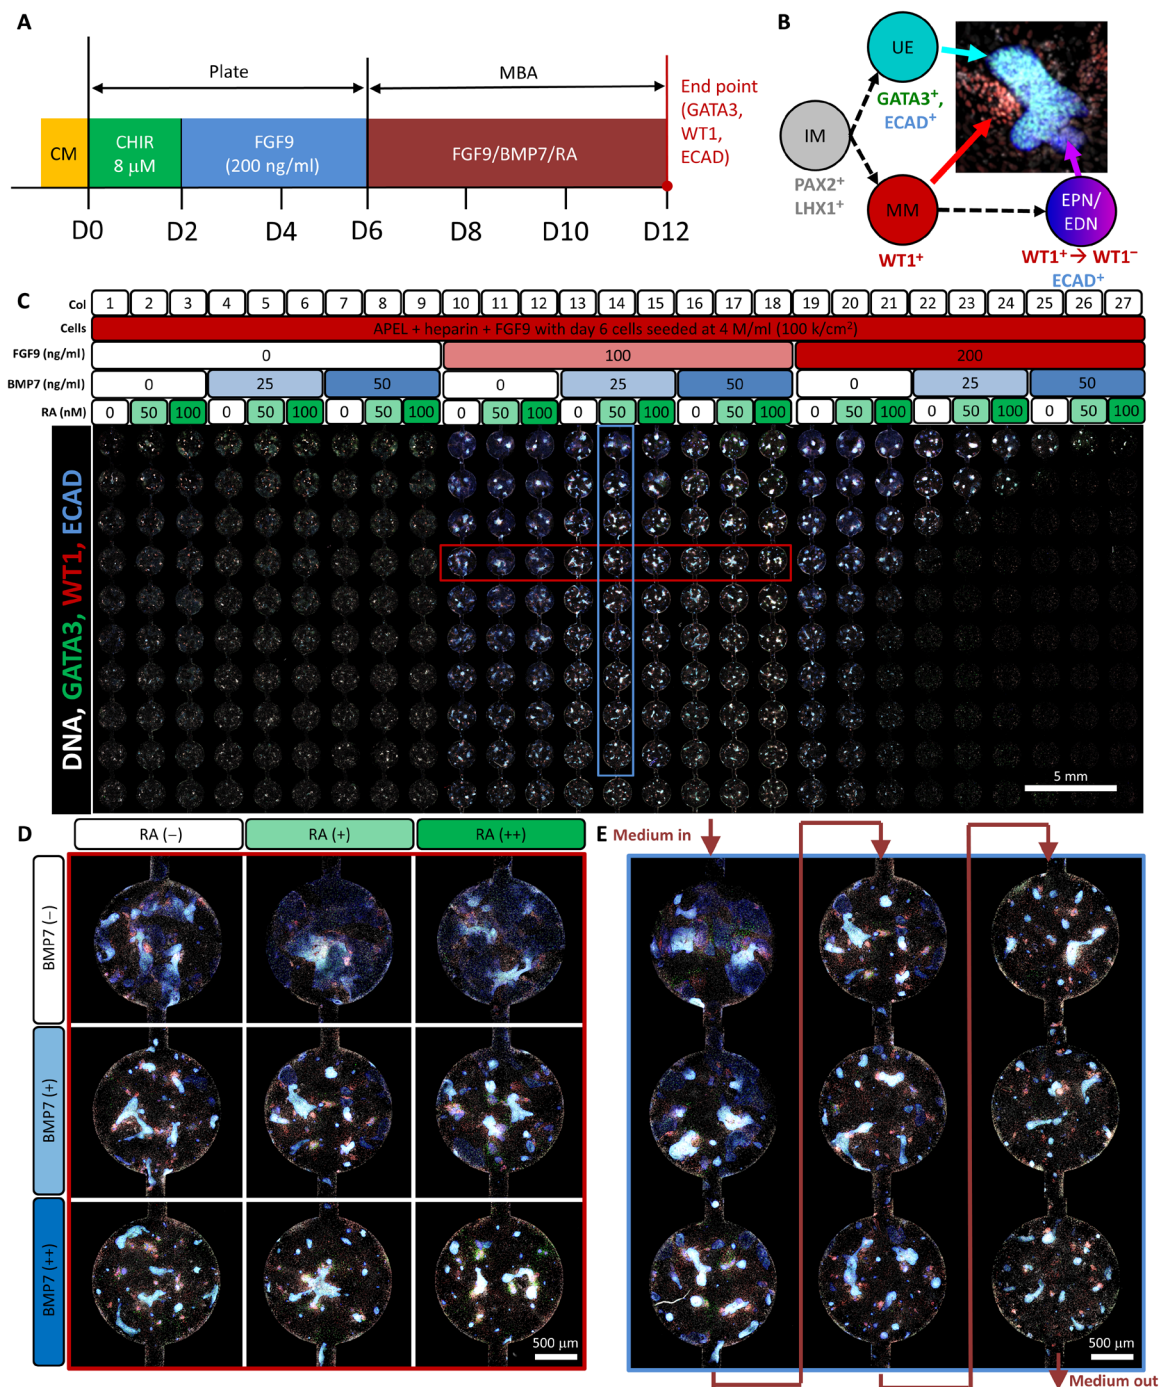 A
Plate
MBA
End point
(GATA3,
WT1,
ECAD)
CM
CHIR
8 μM
FGF9
(200 ng/ml)
FGF9/BMP7/RA
D0
D2
D4
D6
D8
D10
D12
B
UE
GATA3⁺,
ECAD⁺
IM
PAX2⁺
LHX1⁺
MM
WT1⁺
EPN/
EDN
WT1⁺→ WT1⁻
ECAD⁺
C
Col 1 2 3 4 5 6 7 8 9 10 11 12 13 14 15 16 17 18 19 20 21 22 23 24 25 26 27
Cells APEL + heparin + FGF9 with day 6 cells seeded at 4 M/ml (100 k/cm²)
FGF9 (ng/ml) 0 100 200
BMP7 (ng/ml) 0 25 50 0 25 50 0 25 50
RA (nM) 0 50 100 0 50 100 0 50 100 0 50 100 0 50 100 0 50 100 0 50 100 0 50 100 0 50 100
DNA, GATA3, WT1, ECAD
5 mm
D
RA (−) RA (+) RA (++)
BMP7 (−)
BMP7 (+)
BMP7 (++)
500 μm
E
Medium in
500 μm
Medium out